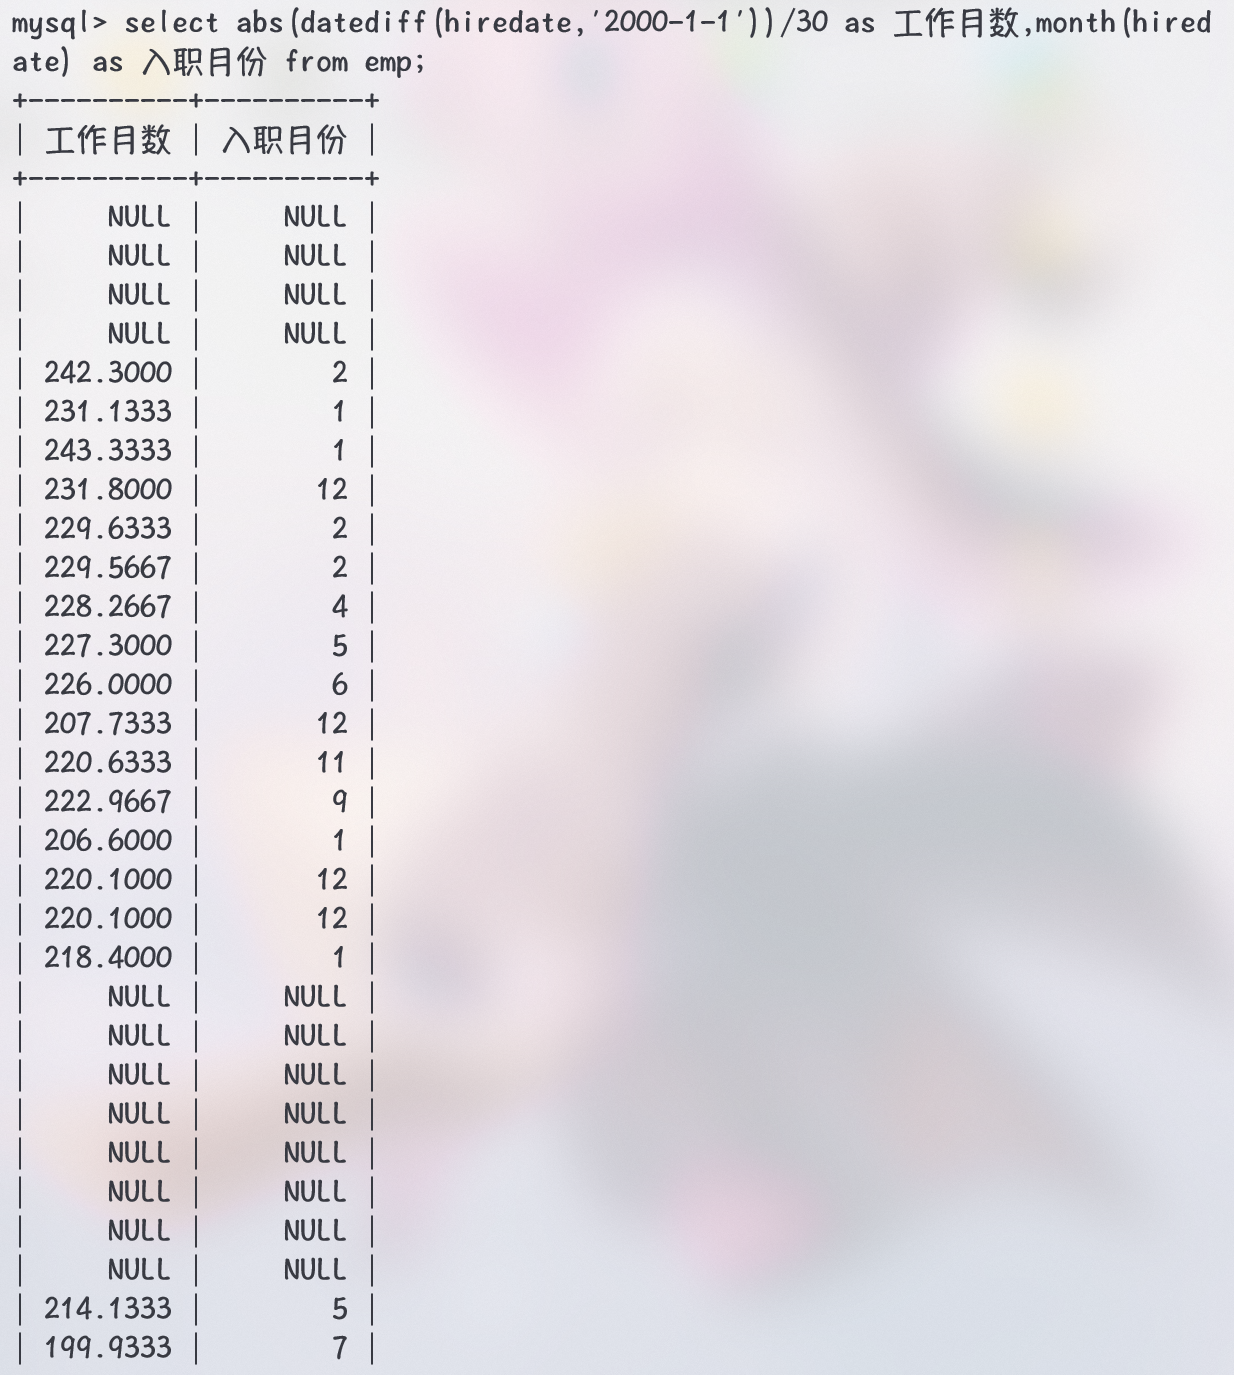 mysql> select abs(datediff(hiredate,'2000-1-1'))/30 as 工作月数,month(hired
ate) as 入职月份 from emp;
+----------+----------+
| 工作月数 | 入职月份 |
+----------+----------+
|     NULL |     NULL |
|     NULL |     NULL |
|     NULL |     NULL |
|     NULL |     NULL |
| 242.3000 |        2 |
| 231.1333 |        1 |
| 243.3333 |        1 |
| 231.8000 |       12 |
| 229.6333 |        2 |
| 229.5667 |        2 |
| 228.2667 |        4 |
| 227.3000 |        5 |
| 226.0000 |        6 |
| 207.7333 |       12 |
| 220.6333 |       11 |
| 222.9667 |        9 |
| 206.6000 |        1 |
| 220.1000 |       12 |
| 220.1000 |       12 |
| 218.4000 |        1 |
|     NULL |     NULL |
|     NULL |     NULL |
|     NULL |     NULL |
|     NULL |     NULL |
|     NULL |     NULL |
|     NULL |     NULL |
|     NULL |     NULL |
|     NULL |     NULL |
| 214.1333 |        5 |
| 199.9333 |        7 |